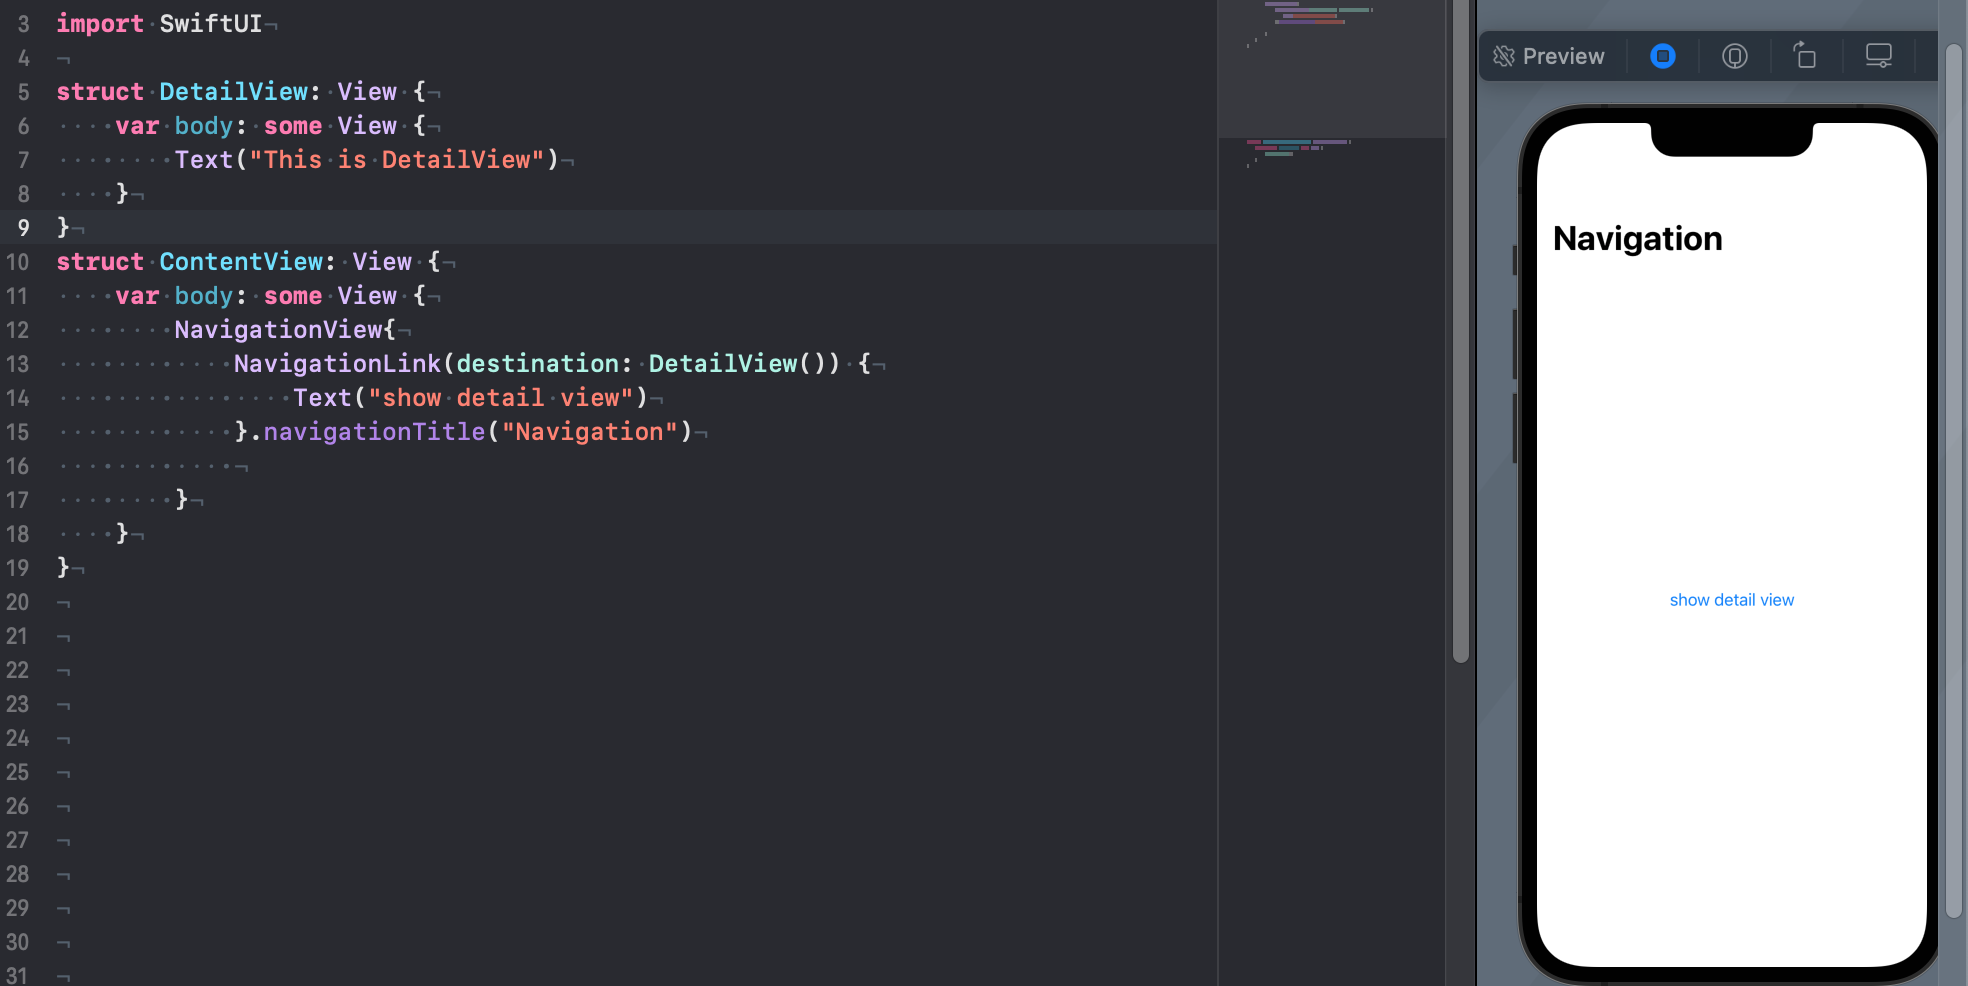 3 import SwiftUI¬
4 ¬
5 struct·DetailView:·View·{¬
6 ····var·body:·some·View·{¬
7 ········Text("This·is·DetailView")¬
8 ····}¬
9 }¬
10 struct·ContentView:·View·{¬
11 ····var·body:·some·View·{¬
12 ········NavigationView{¬
13 ············NavigationLink(destination:·DetailView())·{¬
14 ················Text("show·detail·view")¬
15 ············}.navigationTitle("Navigation")¬
16 ············¬
17 ········}¬
18 ····}¬
19 }¬
20 ¬
21 ¬
22 ¬
23 ¬
24 ¬
25 ¬
26 ¬
27 ¬
28 ¬
29 ¬
30 ¬
31 ¬
Preview
Navigation
show detail view